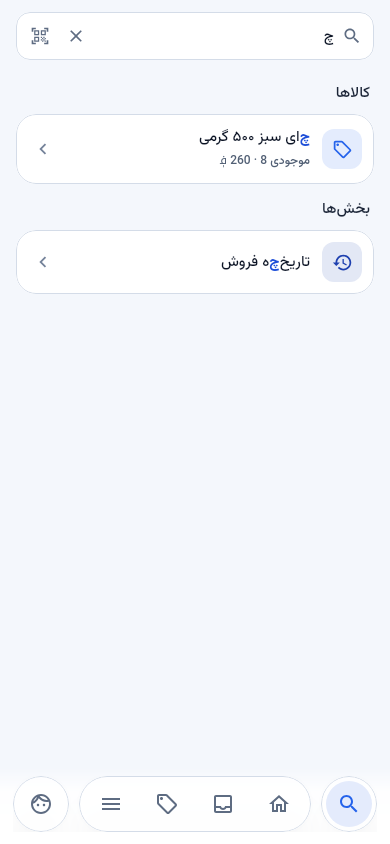 چ
کالاها
چای سبز ۵۰۰ گرمی
موجودی 8 · 260 ؋
بخش‌ها
تاریخچه فروش